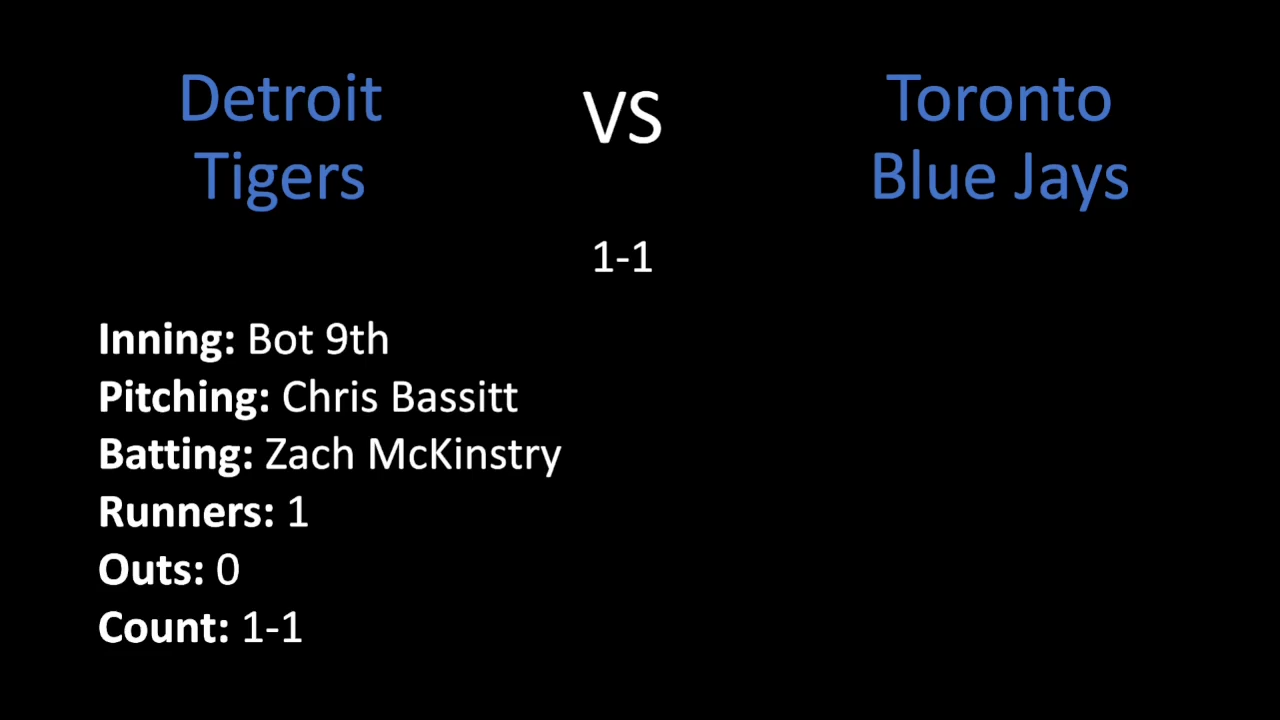 Detroit
Tigers
VS
Toronto
Blue Jays
1-1
Inning: Bot 9th
Pitching: Chris Bassitt
Batting: Zach McKinstry
Runners: 1
Outs: 0
Count: 1-1